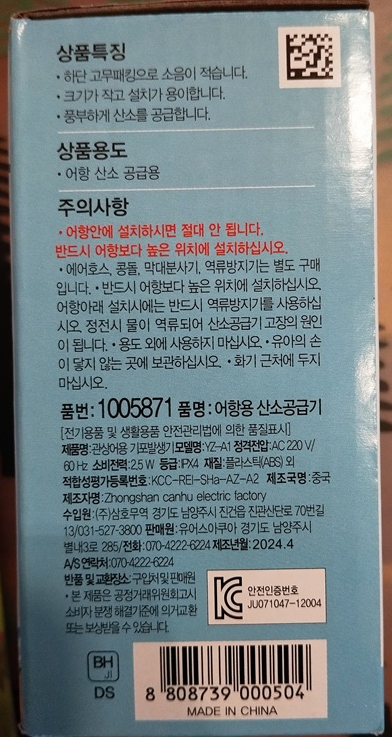 상품특징
• 하단 고무패킹으로 소음이 적습니다.
• 크기가 작고 설치가 용이합니다.
• 풍부하게 산소를 공급합니다.
상품용도
• 어항 산소 공급용
주의사항
• 어항안에 설치하시면 절대 안 됩니다.
반드시 어항보다 높은 위치에 설치하십시오.
• 에어호스, 콩돌, 막대분사기, 역류방지기는 별도 구매
입니다. • 반드시 어항보다 높은 위치에 설치하십시오.
어항아래 설치시에는 반드시 역류방지기를 사용하십
시오. 정전시 물이 역류되어 산소공급기 고장의 원인
이 됩니다. • 용도 외에 사용하지 마십시오. • 유아의 손
이 닿지 않는 곳에 보관하십시오. • 화기 근처에 두지
마십시오.
품번: 1005871 품명: 어항용 산소공급기
[전기용품 및 생활용품 안전관리법에 의한 품질표시]
제품명: 관상어용 기포발생기 모델명: YZ-A1 정격전압: AC 220 V/
60 Hz 소비전력: 2.5 W 등급: IPX4 재질: 플라스틱(ABS) 외
적합성평가등록번호: KCC-REI-SHa-AZ-A2 제조국명: 중국
제조자명: Zhongshan canhu electric factory
수입원: (주)삼호무역 경기도 남양주시 진건읍 진관산단로 70번길
13/031-527-3800 판매원: 유어스아쿠아 경기도 남양주시
별내3로 285/전화: 070-4222-6224 제조년월: 2024.4
A/S 연락처: 070-4222-6224
반품 및 교환장소: 구입처 및 판매원
• 본 제품은 공정거래위원회고시
소비자 분쟁 해결기준에 의거교환
또는 보상받을 수 있습니다.
안전인증번호
JU071047-12004
BH
JI
DS
8 808739 000504
MADE IN CHINA